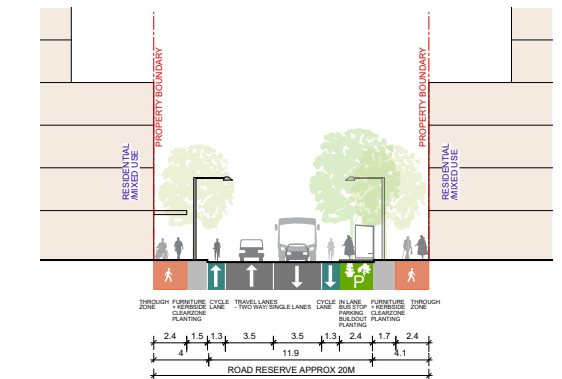 PROPERTY BOUNDARY
PROPERTY BOUNDARY
RESIDENTIAL
/MIXED USE
RESIDENTIAL
/MIXED USE
P
THROUGH
ZONE
FURNITURE
+ KERBSIDE
CLEARZONE
PLANTING
CYCLE
LANE
TRAVEL LANES
- TWO WAY/ SINGLE LANES
CYCLE
LANE
IN LANE
BUS STOP
PARKING
BUILDOUT
PLANTING
FURNITURE
+ KERBSIDE
CLEARZONE
PLANTING
THROUGH
ZONE
2.4 1.5 1.3 3.5 3.5 1.3 2.4 1.7 2.4
4 11.9 4.1
ROAD RESERVE APPROX 20M